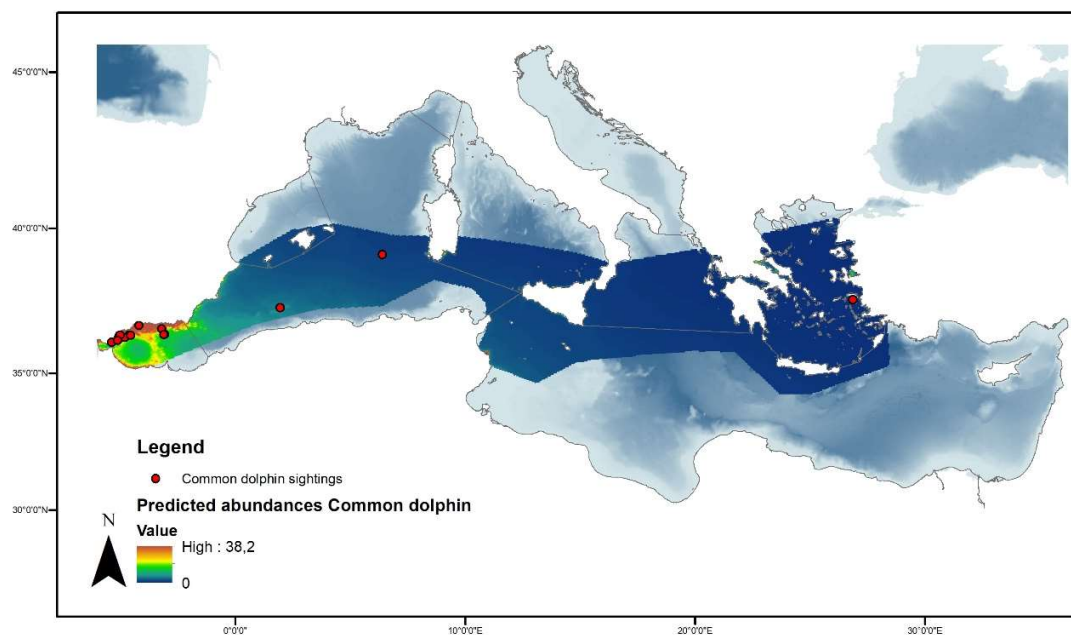 45°0'0"N
40°0'0"N
35°0'0"N
30°0'0"N
Legend
Common dolphin sightings
Predicted abundances Common dolphin
N
Value
High : 38,2
0
0°0'0" 10°0'0"E 20°0'0"E 30°0'0"E